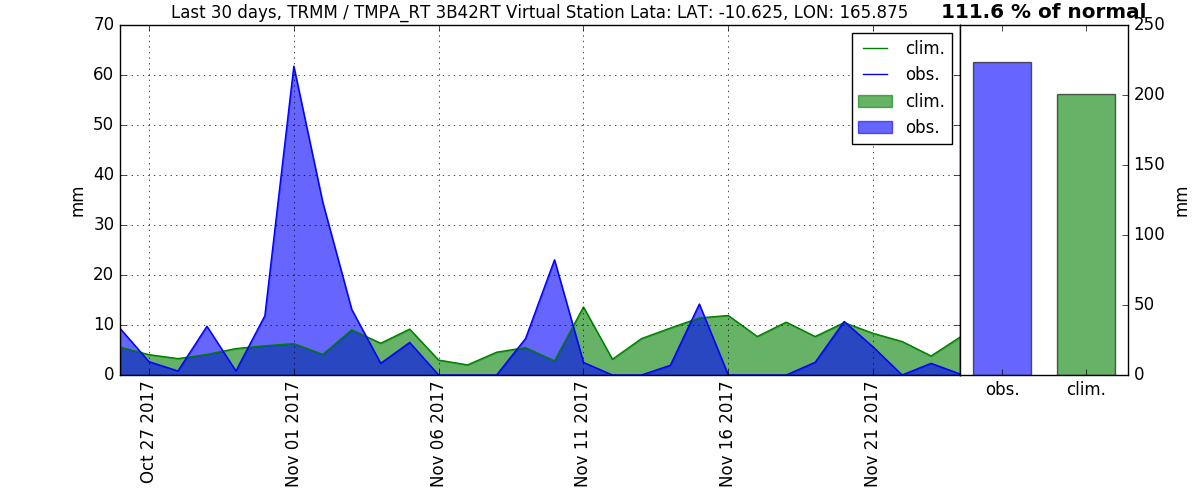 Last 30 days, TRMM / TMPA_RT 3B42RT Virtual Station Lata: LAT: -10.625, LON: 165.875
111.6 % of normal
70
60
50
40
30
20
10
0
mm
clim.
obs.
clim.
obs.
Oct 27 2017
Nov 01 2017
Nov 06 2017
Nov 11 2017
Nov 16 2017
Nov 21 2017
250
200
150
100
50
0
mm
obs.
clim.